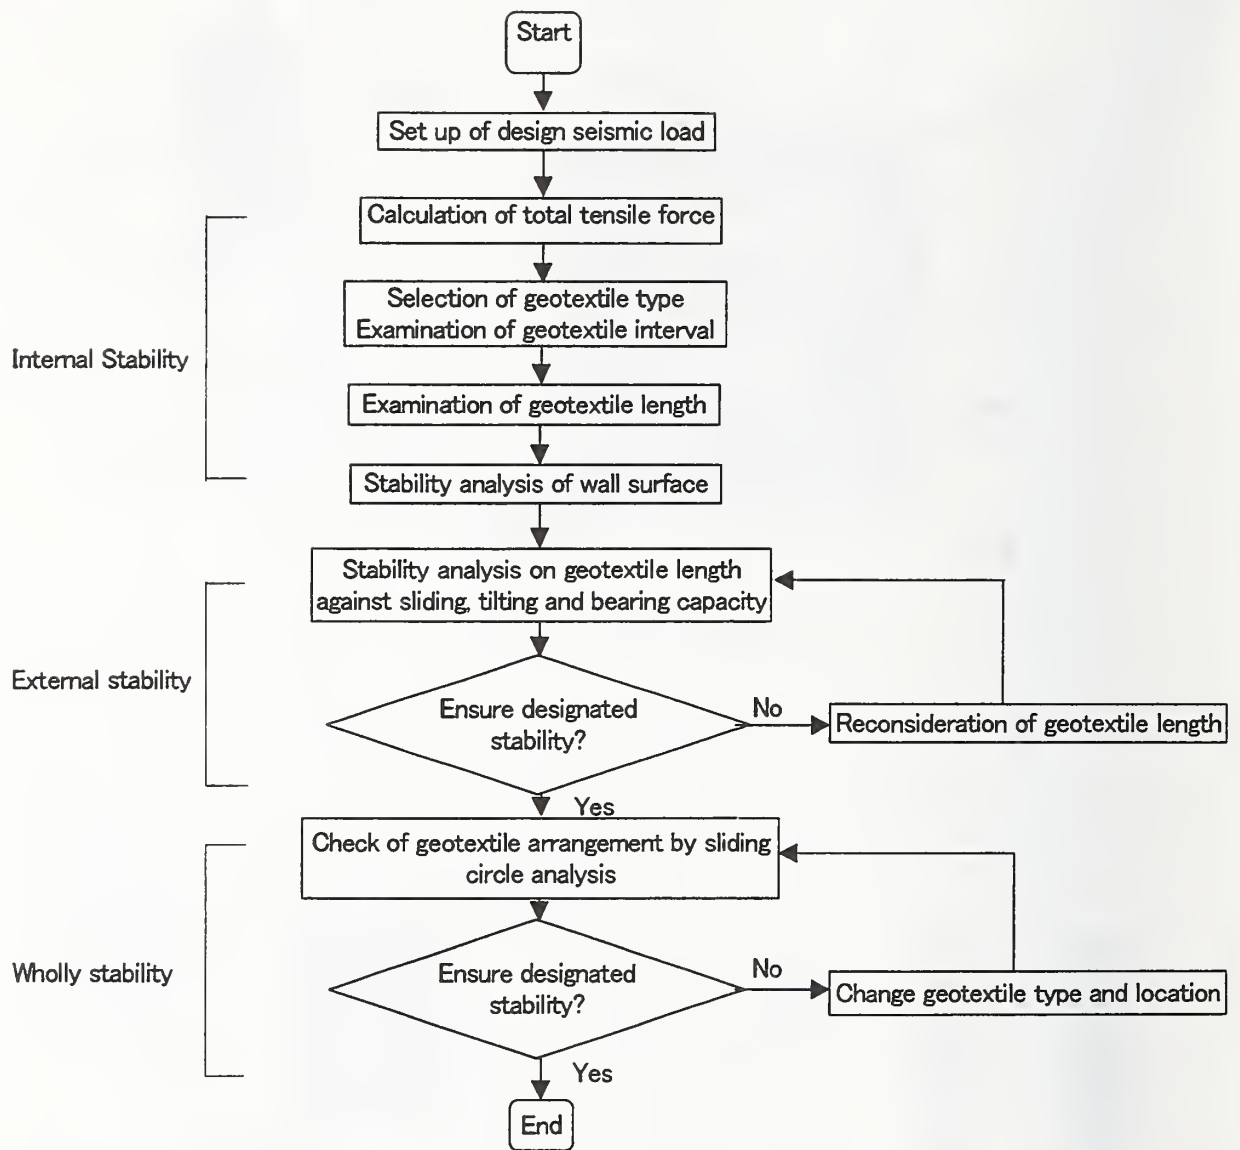 Start
Set up of design seismic load
Calculation of total tensile force
Selection of geotextile type
Examination of geotextile interval
Internal Stability
Examination of geotextile length
Stability analysis of wall surface
Stability analysis on geotextile length
against sliding, tilting and bearing capacity
External stability
Ensure designated
stability?
No
Reconsideration of geotextile length
Yes
Check of geotextile arrangement by sliding
circle analysis
Wholly stability
Ensure designated
stability?
No
Change geotextile type and location
Yes
End